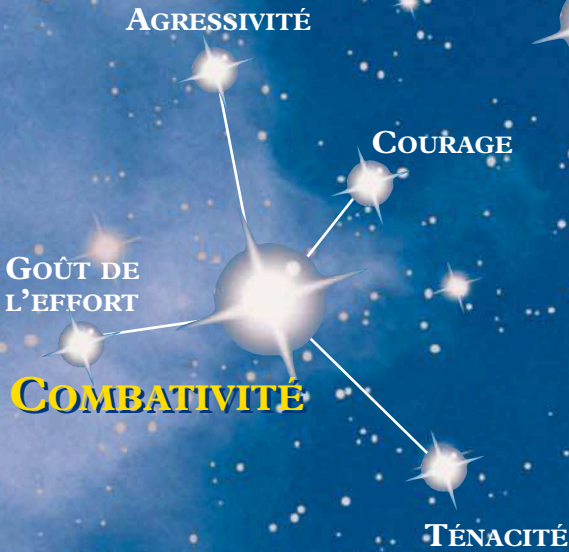 AGRESSIVITÉ
COURAGE
GOÛT DE
L'EFFORT
COMBATIVITÉ
TÉNACITÉ